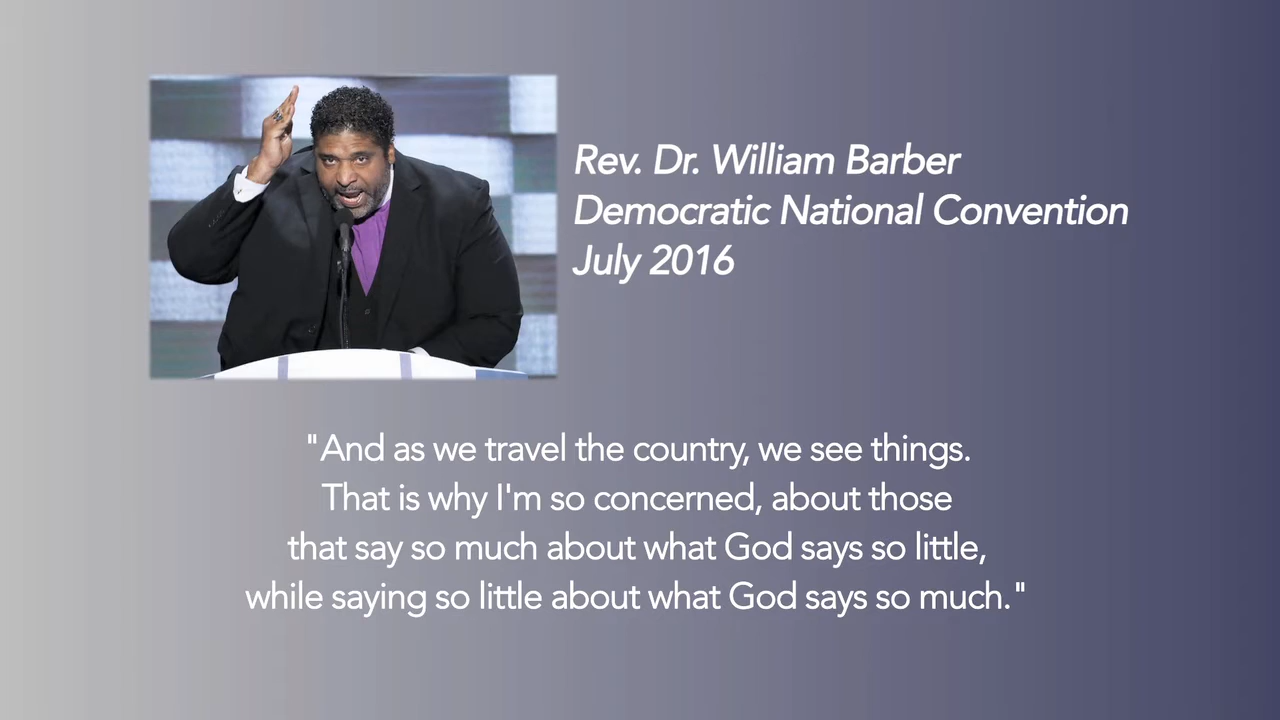 Rev. Dr. William Barber
Democratic National Convention
July 2016
"And as we travel the country, we see things.
That is why I'm so concerned, about those
that say so much about what God says so little,
while saying so little about what God says so much."